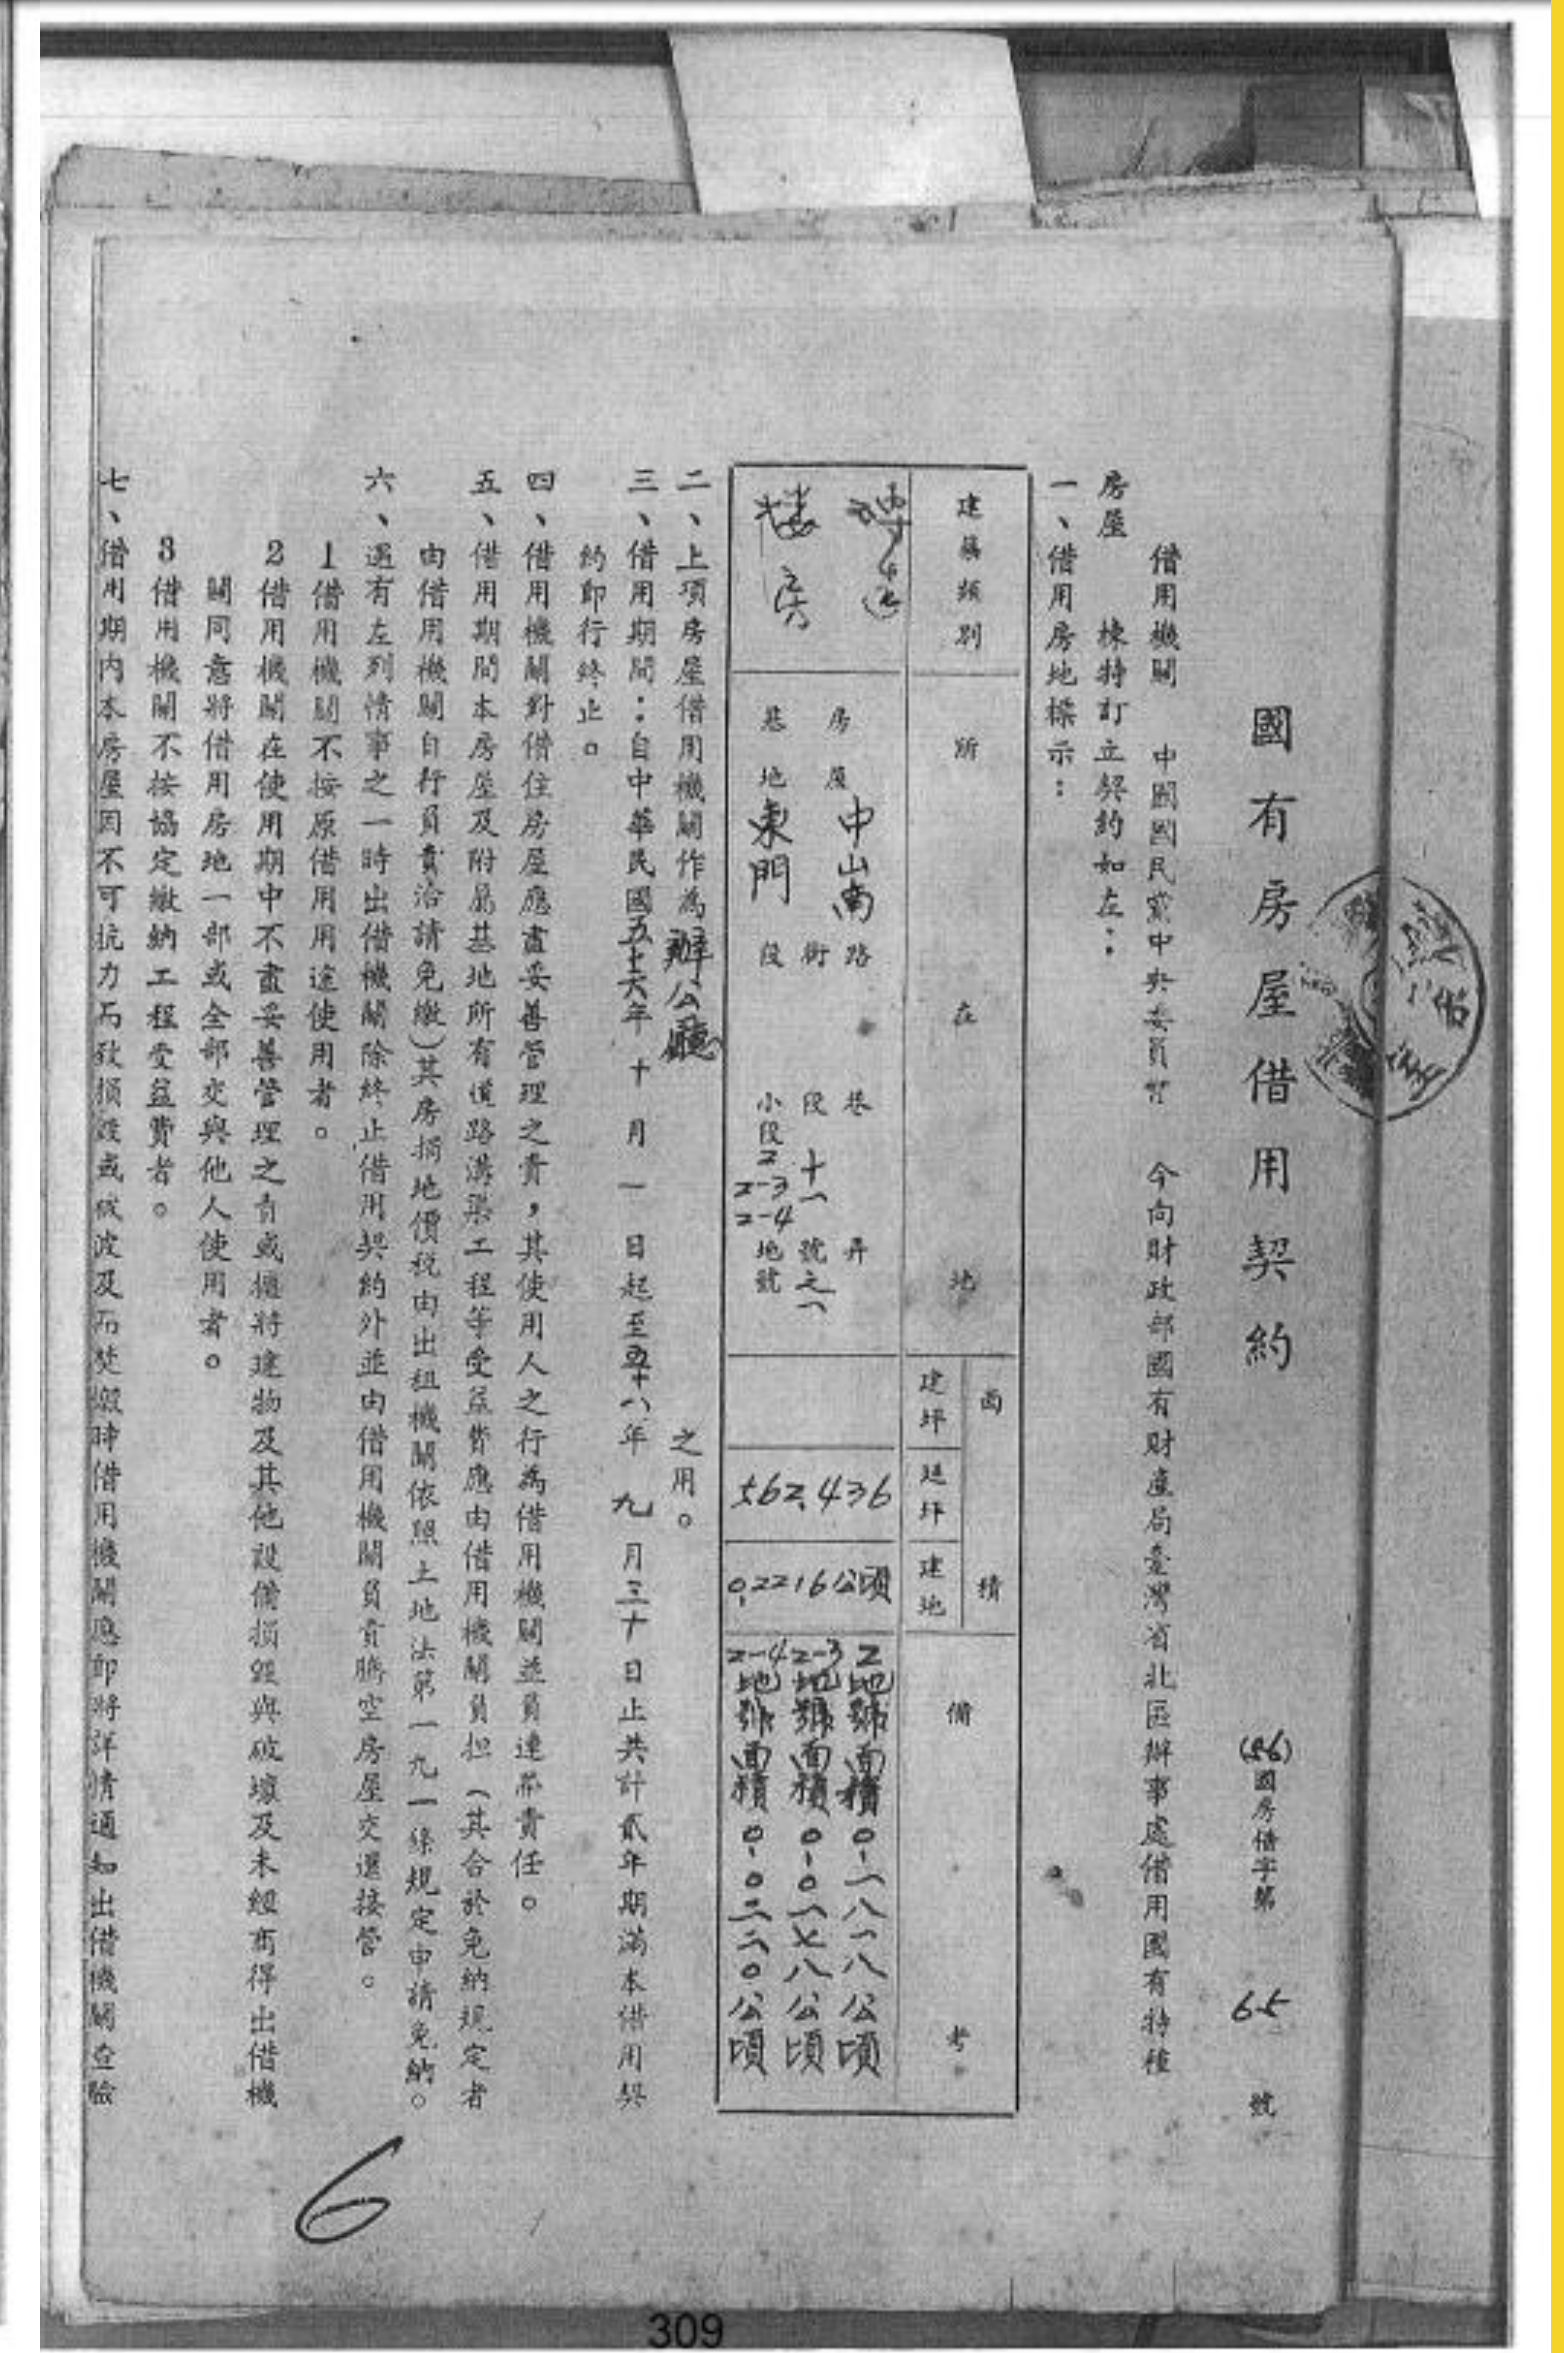 國有房屋借用契約
(56)國房借字第 65 號
借用機關 中國國民黨中央委員會 今向財政部國有財產局臺灣省北區辦事處借用國有特種
房屋 棟特訂立契約如左：
一、借用房地標示：
建築類別 所在地 面積 建坪 延坪 建地 備考
磚造
樓房
房屋 中山南 路街 巷段 十一 弄號之一
基地 東門 段 小段 2 2-3 2-4 地號
562.436
0.2216公頃
2地號面積0.一八一八公頃
2-3地號面積0.0一七八公頃
2-4地號面積0.0二二0公頃
二、上項房屋借用機關作為辦公廳之用。
三、借用期間：自中華民國五十六年十月一日起至五十八年九月三十日止共計貳年期滿本借用契
約即行終止。
四、借用機關對借住房屋應盡妥善管理之責，其使用人之行為借用機關並負連帶責任。
五、借用期間本房屋及附屬基地所有道路溝渠工程等受益費應由借用機關負担（其合於免納規定者
由借用機關自行負責洽請免繳）其房捐地價稅由出租機關依照土地法第一九一條規定申請免納。
六、遇有左列情事之一時出借機關除終止借用契約外並由借用機關負責騰空房屋交還接管。
1 借用機關不按原借用用途使用者。
2 借用機關在使用期中不盡妥善管理之責或擅將建物及其他設備損毀與破壞及未經商得出借機
關同意將借用房地一部或全部交與他人使用者。
3 借用機關不按協定繳納工程受益費者。
七、借用期內本房屋因不可抗力而致損毀或被波及而焚燬時借用機關應即將詳情通知出借機關查驗
6
309